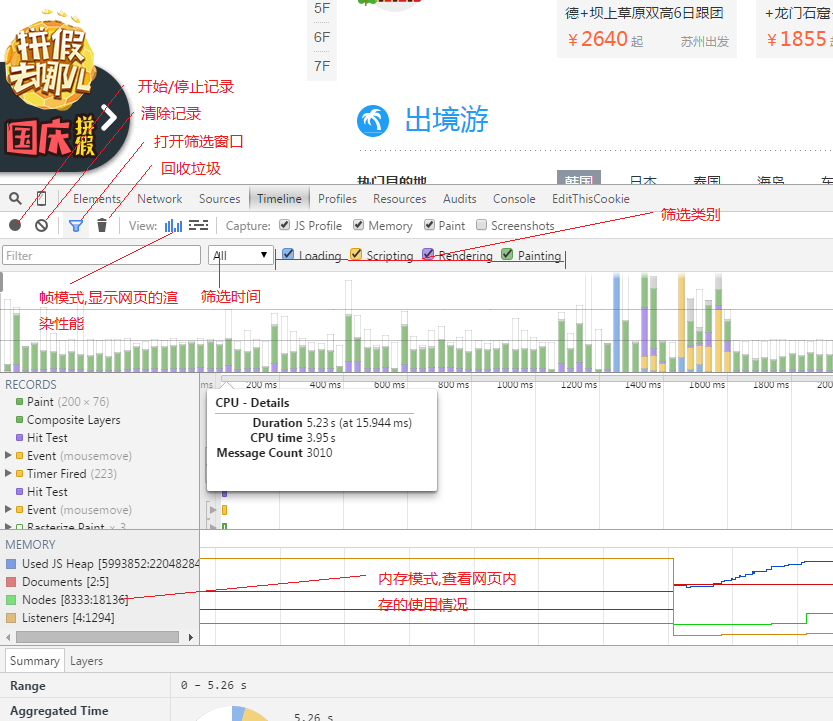 5F
6F
7F
德+坝上草原双高6日跟团
¥2640起
苏州出发
+龙门石窟
¥1855
拼假
去哪儿
国庆
拼假
开始/停止记录
清除记录
打开筛选窗口
回收垃圾
出境游
热门目的地
韩国
日本
泰国
海岛
Elements
Network
Sources
Timeline
Profiles
Resources
Audits
Console
EditThisCookie
View:
Capture:
JS Profile
Memory
Paint
Screenshots
筛选类别
Filter
All
Loading
Scripting
Rendering
Painting
帧模式,显示网页的渲
染性能
筛选时间
RECORDS
ms
200 ms
400 ms
600 ms
800 ms
1000 ms
1200 ms
1400 ms
1600 ms
1800 ms
200
Paint (200 × 76)
Composite Layers
Hit Test
Event (mousemove)
Timer Fired (223)
Hit Test
Event (mousemove)
Rasterize Paint × 3
CPU - Details
Duration 5.23 s (at 15.944 ms)
CPU time 3.95 s
Message Count 3010
MEMORY
Used JS Heap [5993852:22048284
Documents [2:5]
Nodes [8333:18136]
Listeners [4:1294]
内存模式,查看网页内
存的使用情况
Summary
Layers
Range
0 – 5.26 s
Aggregated Time
5.26 s